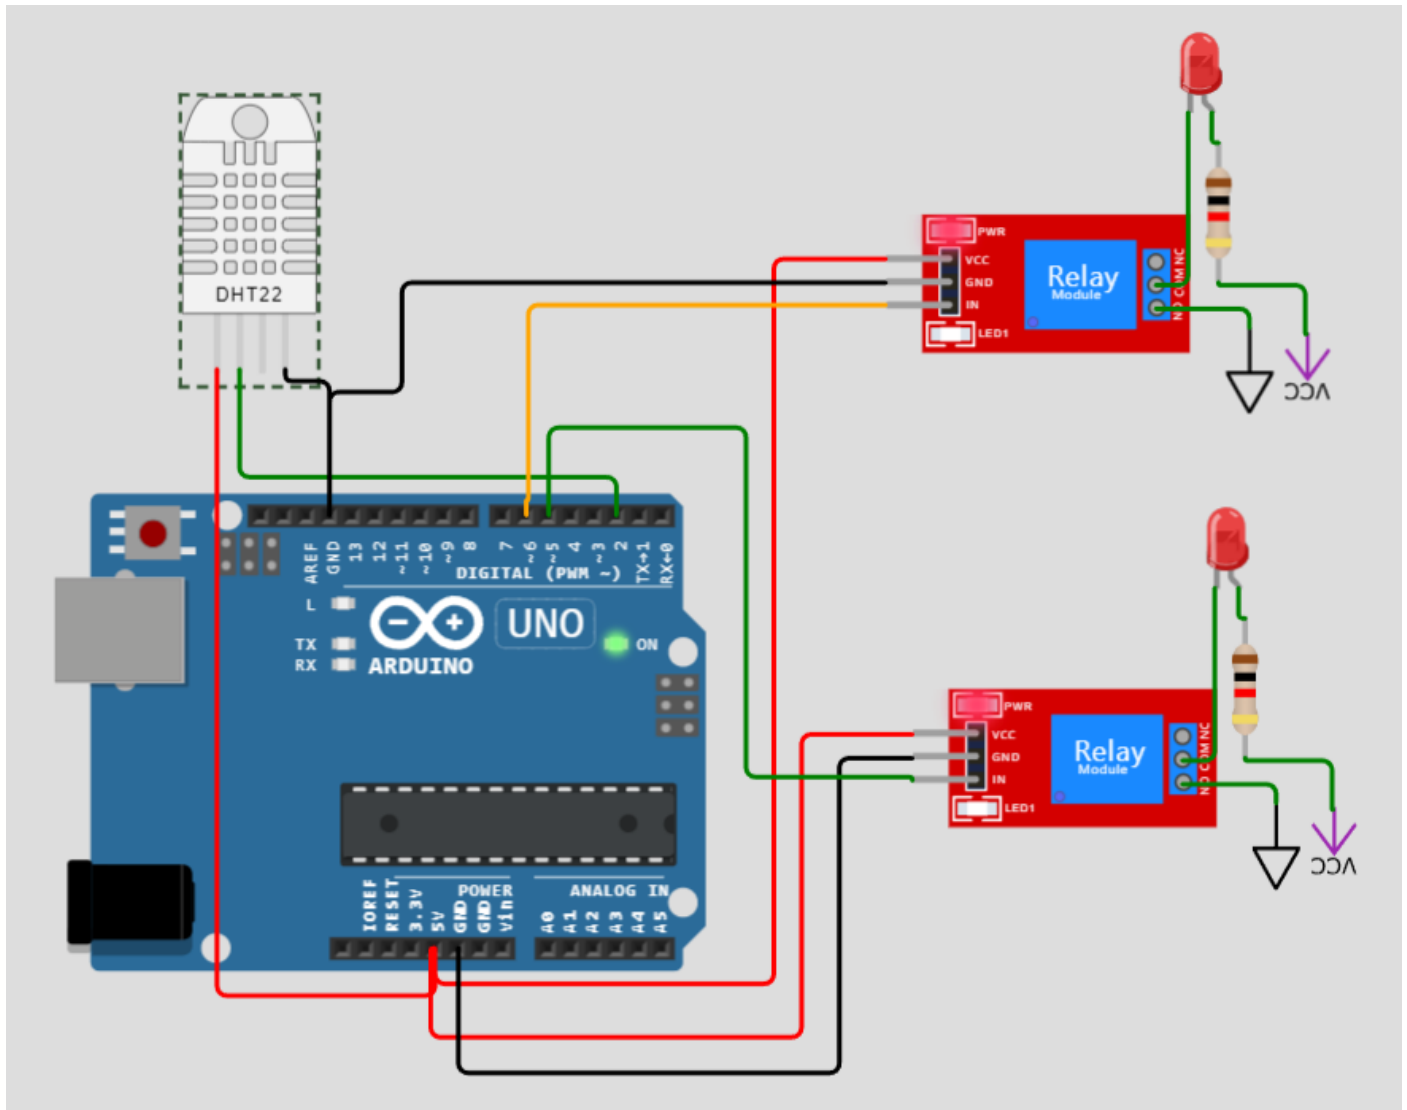 DHT22
PWR
VCC
GND
IN
LED1
Relay
Module
NC
COM
NO
VCC
AREF
GND
13
12
~11
~10
~9
8
7
~6
~5
4
~3
2
TX→1
RX←0
DIGITAL (PWM ~)
L
TX
RX
UNO
ON
ARDUINO
PWR
VCC
GND
IN
LED1
Relay
Module
NC
COM
NO
VCC
IOREF
RESET
3.3V
5V
GND
GND
Vin
POWER
ANALOG IN
A0
A1
A2
A3
A4
A5